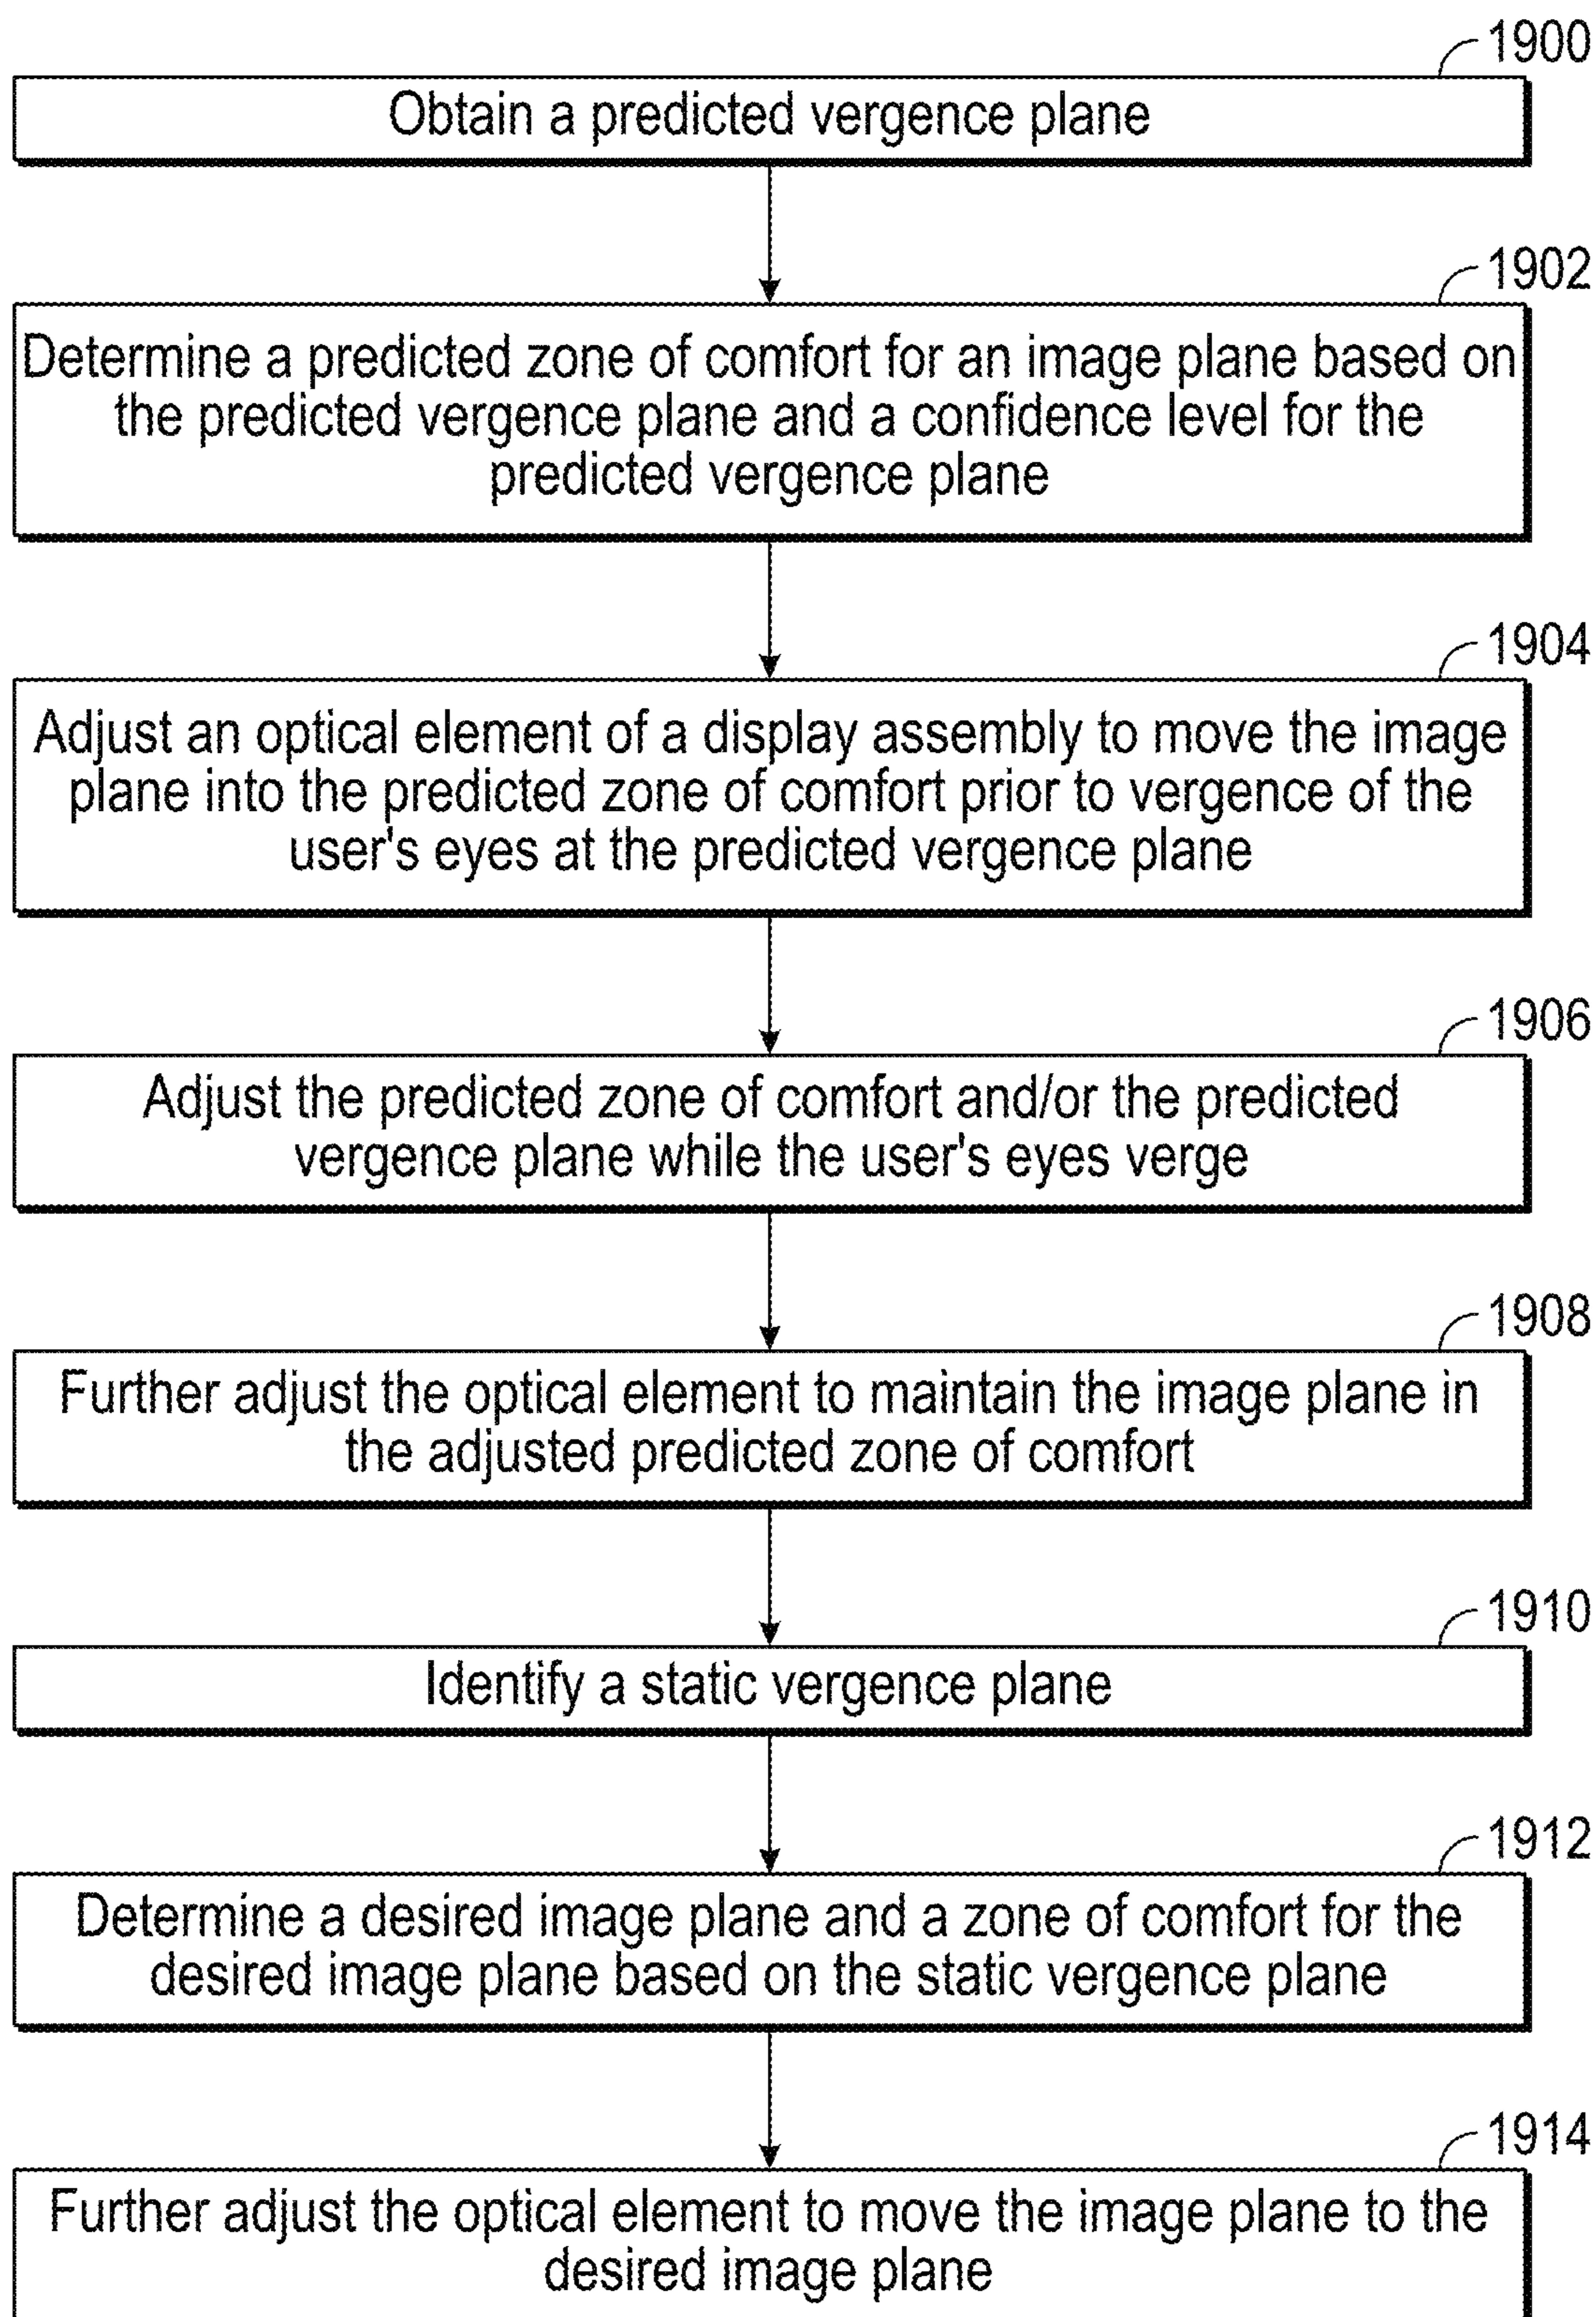 1900
Obtain a predicted vergence plane
1902
Determine a predicted zone of comfort for an image plane based on
the predicted vergence plane and a confidence level for the
predicted vergence plane
1904
Adjust an optical element of a display assembly to move the image
plane into the predicted zone of comfort prior to vergence of the
user's eyes at the predicted vergence plane
1906
Adjust the predicted zone of comfort and/or the predicted
vergence plane while the user's eyes verge
1908
Further adjust the optical element to maintain the image plane in
the adjusted predicted zone of comfort
1910
Identify a static vergence plane
1912
Determine a desired image plane and a zone of comfort for the
desired image plane based on the static vergence plane
1914
Further adjust the optical element to move the image plane to the
desired image plane